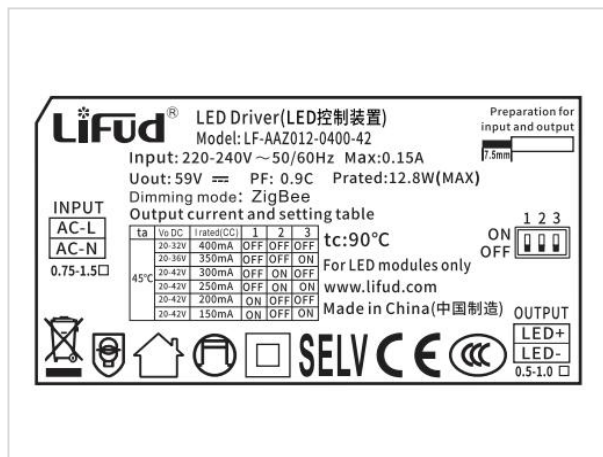 LiFud®
LED Driver(LED控制装置)
Model: LF-AAZ012-0400-42
Preparation for
input and output
7.5mm
Input: 220-240V～50/60Hz Max:0.15A
Uout: 59V ⎓ PF: 0.9C Prated:12.8W(MAX)
Dimming mode: ZigBee
Output current and setting table
INPUT
AC-L
AC-N
0.75-1.5□
ta Vo DC I rated(CC) 1 2 3
45℃
20-32V 400mA OFF OFF OFF
20-36V 350mA OFF OFF ON
20-42V 300mA OFF ON OFF
20-42V 250mA OFF ON ON
20-42V 200mA ON OFF OFF
20-42V 150mA ON OFF ON
tc:90℃
For LED modules only
www.lifud.com
Made in China(中国制造)
1 2 3
ON
OFF
OUTPUT
LED+
LED-
0.5-1.0 □
SELV CE CCC